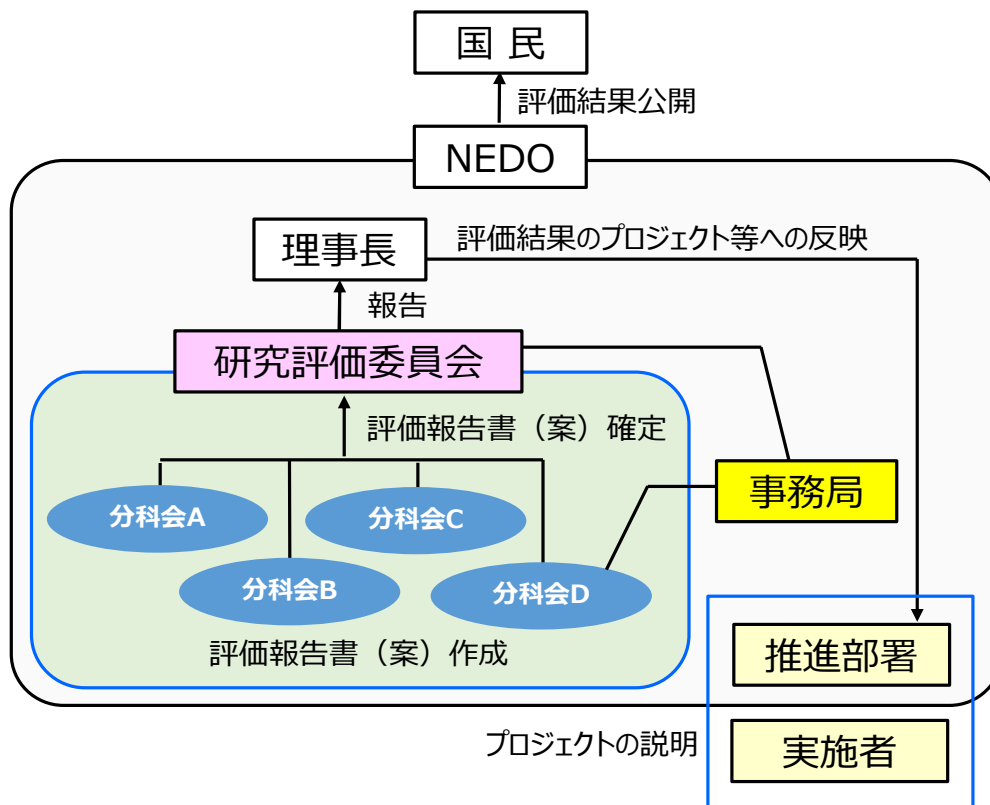 国 民
評価結果公開
NEDO
理事長
評価結果のプロジェクト等への反映
報告
研究評価委員会
評価報告書（案）確定
事務局
分科会A
分科会C
分科会B
分科会D
評価報告書（案）作成
推進部署
プロジェクトの説明
実施者